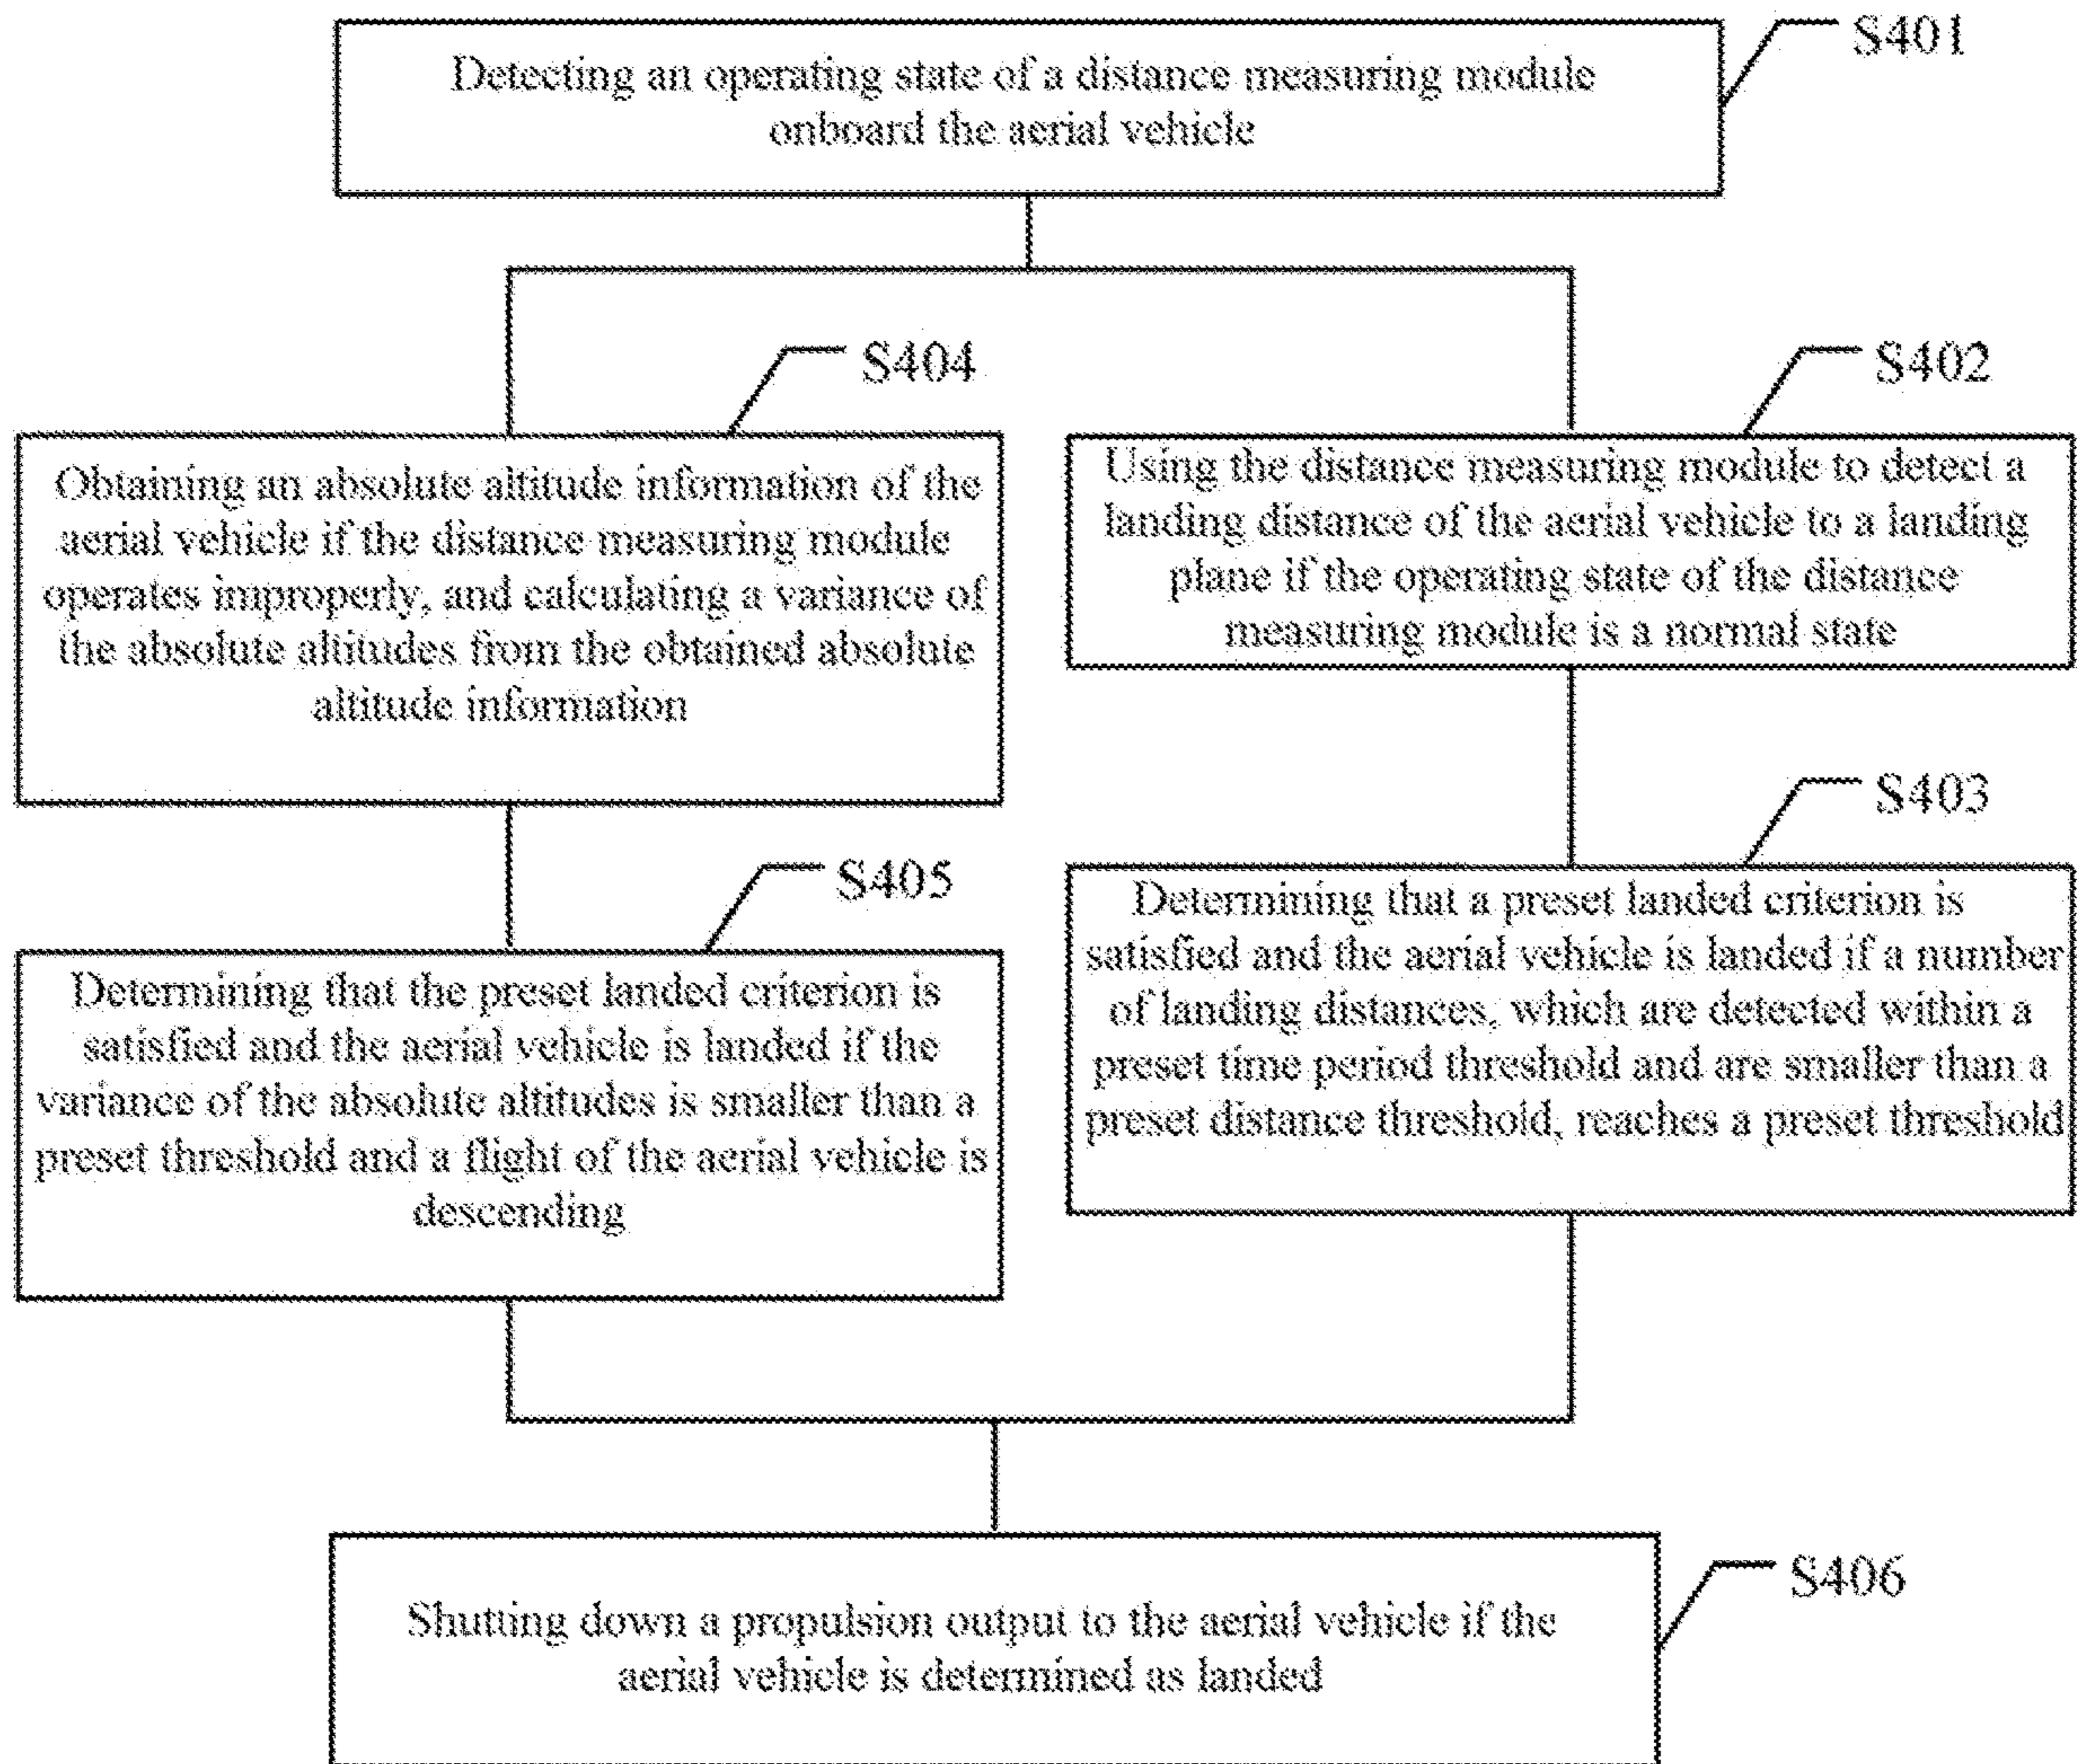 S401
Detecting an operating state of a distance measuring module
onboard the aerial vehicle
S404
Obtaining an absolute altitude information of the
aerial vehicle if the distance measuring module
operates improperly, and calculating a variance of
the absolute altitudes from the obtained absolute
altitude information
S402
Using the distance measuring module to detect a
landing distance of the aerial vehicle to a landing
plane if the operating state of the distance
measuring module is a normal state
S405
Determining that the preset landed criterion is
satisfied and the aerial vehicle is landed if the
variance of the absolute altitudes is smaller than a
preset threshold and a flight of the aerial vehicle is
descending
S403
Determining that a preset landed criterion is
satisfied and the aerial vehicle is landed if a number
of landing distances, which are detected within a
preset time period threshold and are smaller than a
preset distance threshold, reaches a preset threshold
S406
Shutting down a propulsion output to the aerial vehicle if the
aerial vehicle is determined as landed